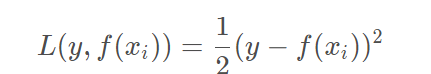 L(y, f(x_i)) = \frac{1}{2}(y − f(x_i))^2